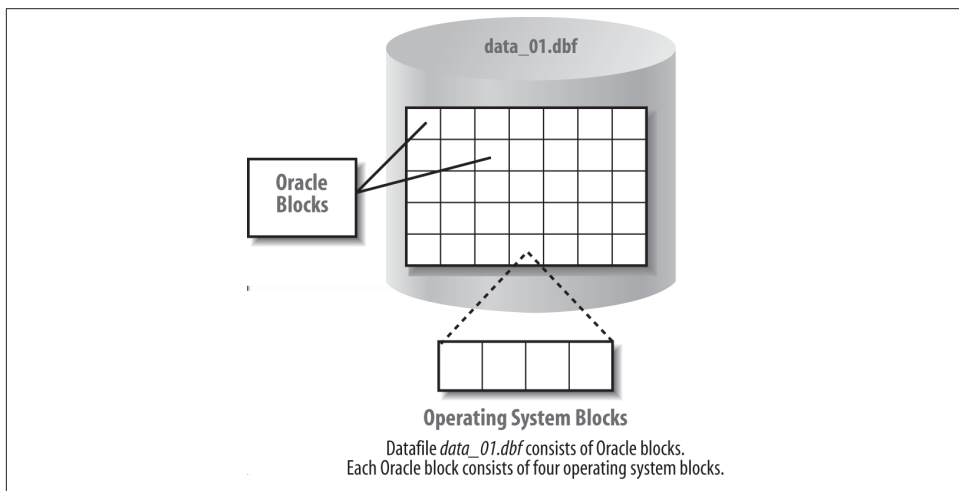 data_01.dbf
Oracle
Blocks
Operating System Blocks
Datafile data_01.dbf consists of Oracle blocks.
Each Oracle block consists of four operating system blocks.